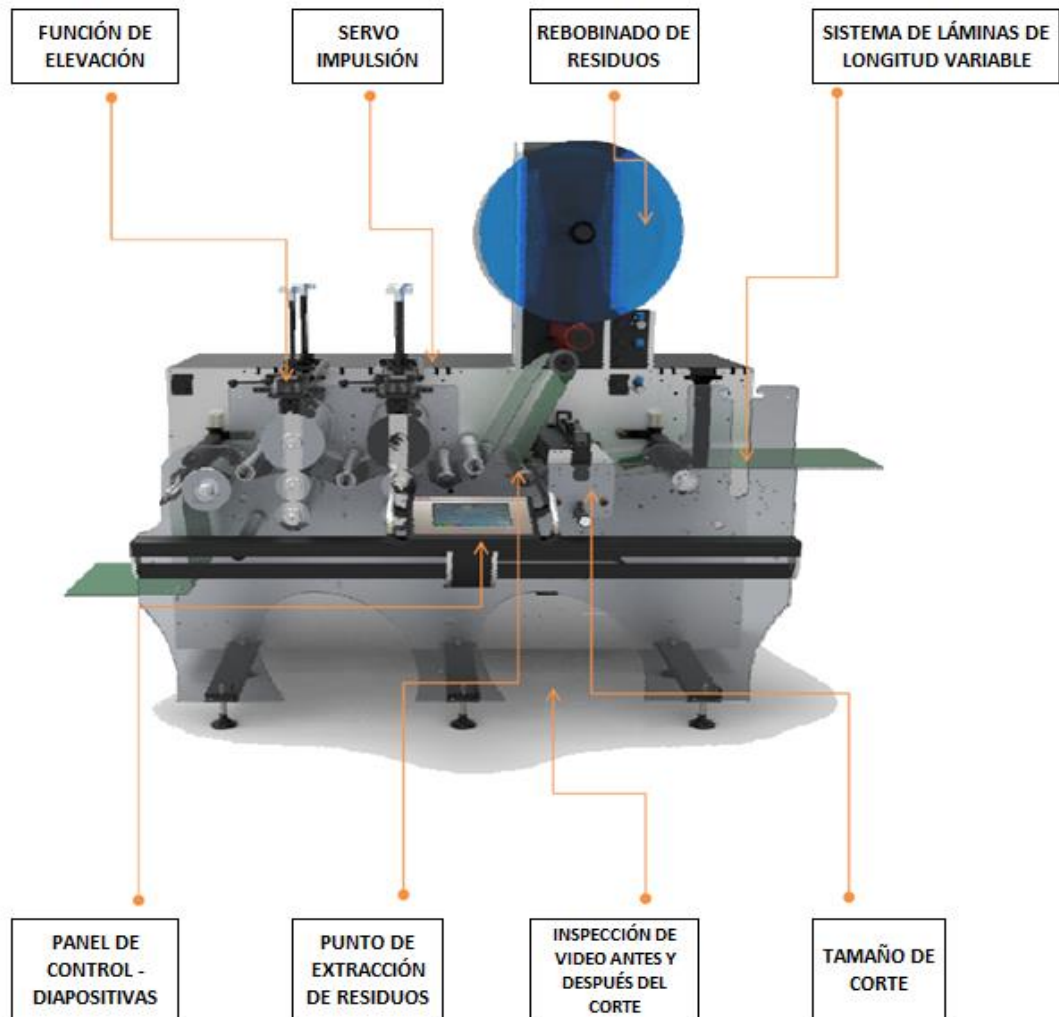 FUNCIÓN DE
ELEVACIÓN
SERVO
IMPULSIÓN
REBOBINADO DE
RESIDUOS
SISTEMA DE LÁMINAS DE
LONGITUD VARIABLE
PANEL DE
CONTROL -
DIAPOSITIVAS
PUNTO DE
EXTRACCIÓN
DE RESIDUOS
INSPECCIÓN DE
VIDEO ANTES Y
DESPUÉS DEL
CORTE
TAMAÑO DE
CORTE